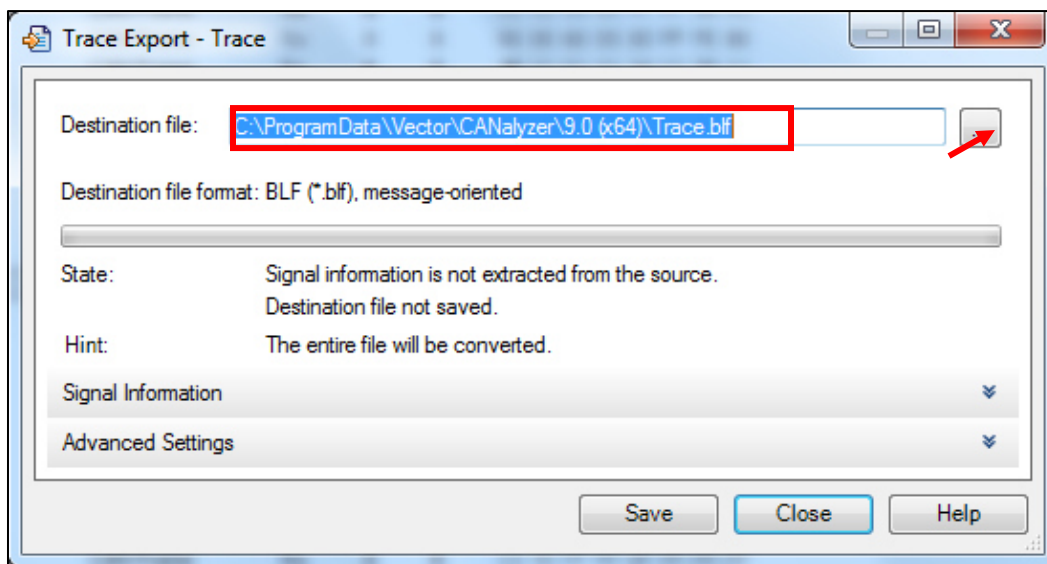 Trace Export - Trace
Destination file: C:\ProgramData\Vector\CANalyzer\9.0 (x64)\Trace.blf
Destination file format: BLF (*.blf), message-oriented
State: Signal information is not extracted from the source.
Destination file not saved.
Hint: The entire file will be converted.
Signal Information
Advanced Settings
Save Close Help